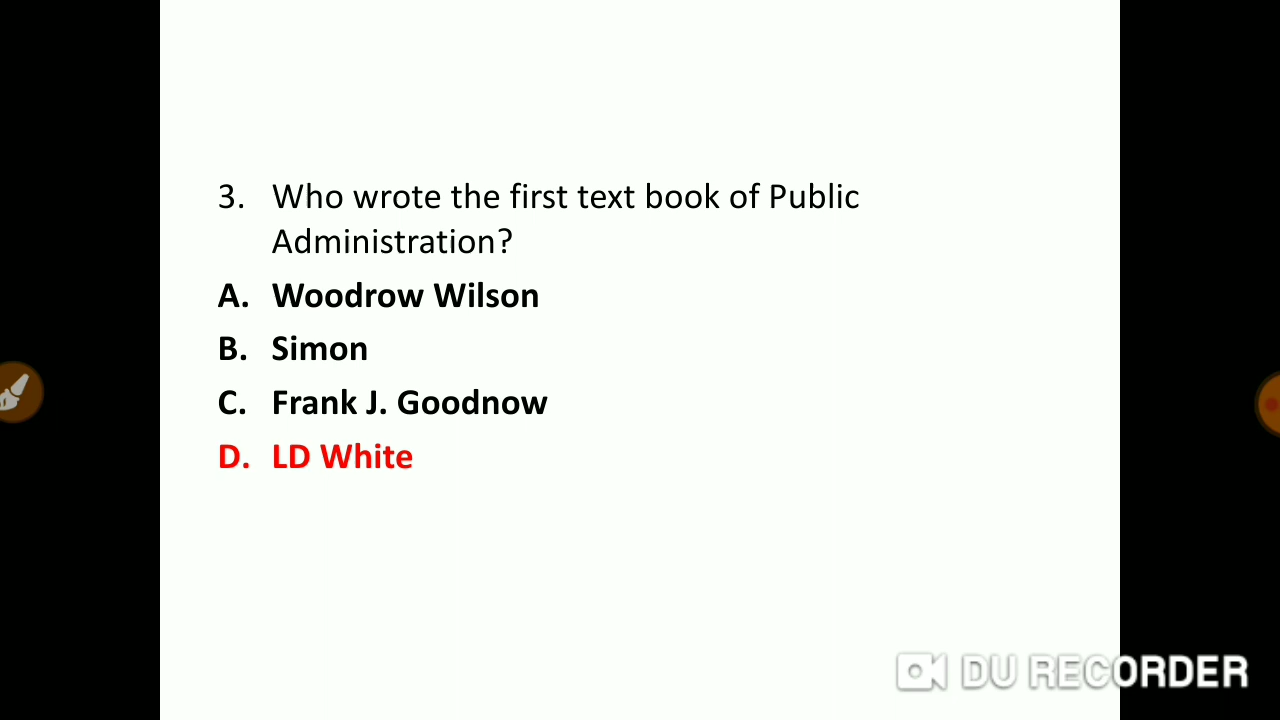 3. Who wrote the first text book of Public
Administration?
A. Woodrow Wilson
B. Simon
C. Frank J. Goodnow
D. LD White
DU RECORDER